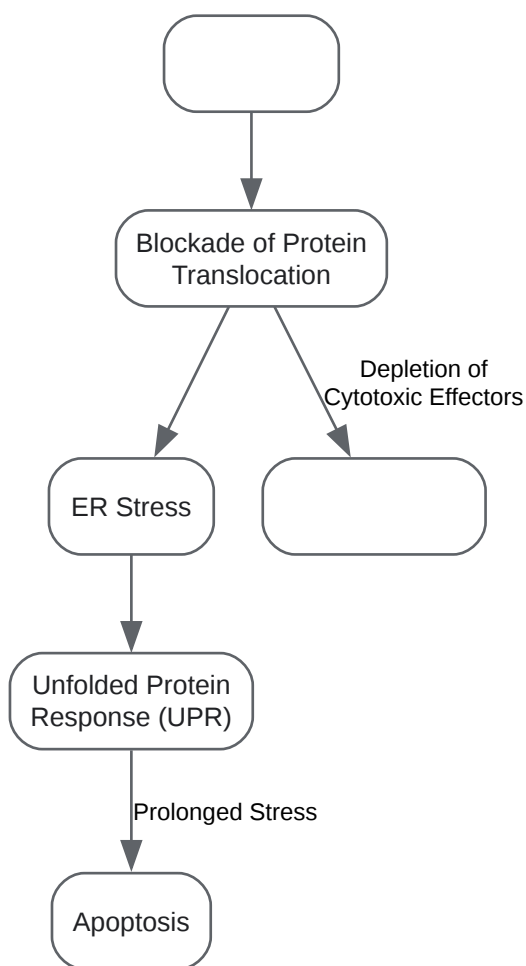 Blockade of Protein
Translocation
Depletion of
Cytotoxic Effectors
ER Stress
Unfolded Protein
Response (UPR)
Prolonged Stress
Apoptosis